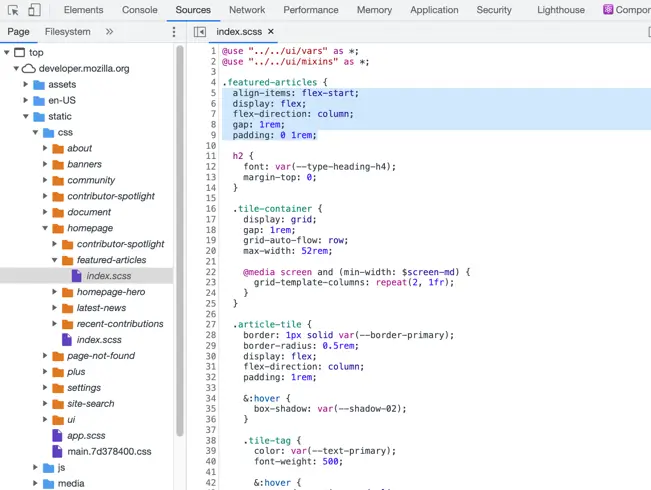 Elements Console Sources Network Performance Memory Application Security Lighthouse Compon
Page Filesystem »
top
developer.mozilla.org
assets
en-US
static
css
about
banners
community
contributor-spotlight
document
homepage
contributor-spotlight
featured-articles
index.scss
homepage-hero
latest-news
recent-contributions
index.scss
page-not-found
plus
settings
site-search
ui
app.scss
main.7d378400.css
js
media
index.scss ×
1 @use "../../ui/vars" as *;
2 @use "../../ui/mixins" as *;
3
4 .featured-articles {
5 align-items: flex-start;
6 display: flex;
7 flex-direction: column;
8 gap: 1rem;
9 padding: 0 1rem;
10
11 h2 {
12 font: var(--type-heading-h4);
13 margin-top: 0;
14 }
15
16 .tile-container {
17 display: grid;
18 gap: 1rem;
19 grid-auto-flow: row;
20 max-width: 52rem;
21
22 @media screen and (min-width: $screen-md) {
23 grid-template-columns: repeat(2, 1fr);
24 }
25 }
26
27 .article-tile {
28 border: 1px solid var(--border-primary);
29 border-radius: 0.5rem;
30 display: flex;
31 flex-direction: column;
32 padding: 1rem;
33
34 &:hover {
35 box-shadow: var(--shadow-02);
36 }
37
38 .tile-tag {
39 color: var(--text-primary);
40 font-weight: 500;
41
42 &:hover {